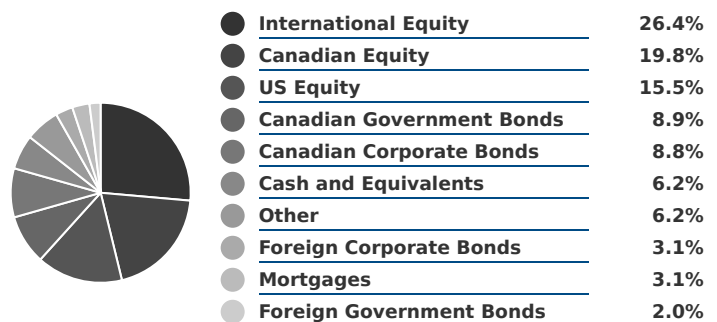 International Equity 26.4%
Canadian Equity 19.8%
US Equity 15.5%
Canadian Government Bonds 8.9%
Canadian Corporate Bonds 8.8%
Cash and Equivalents 6.2%
Other 6.2%
Foreign Corporate Bonds 3.1%
Mortgages 3.1%
Foreign Government Bonds 2.0%